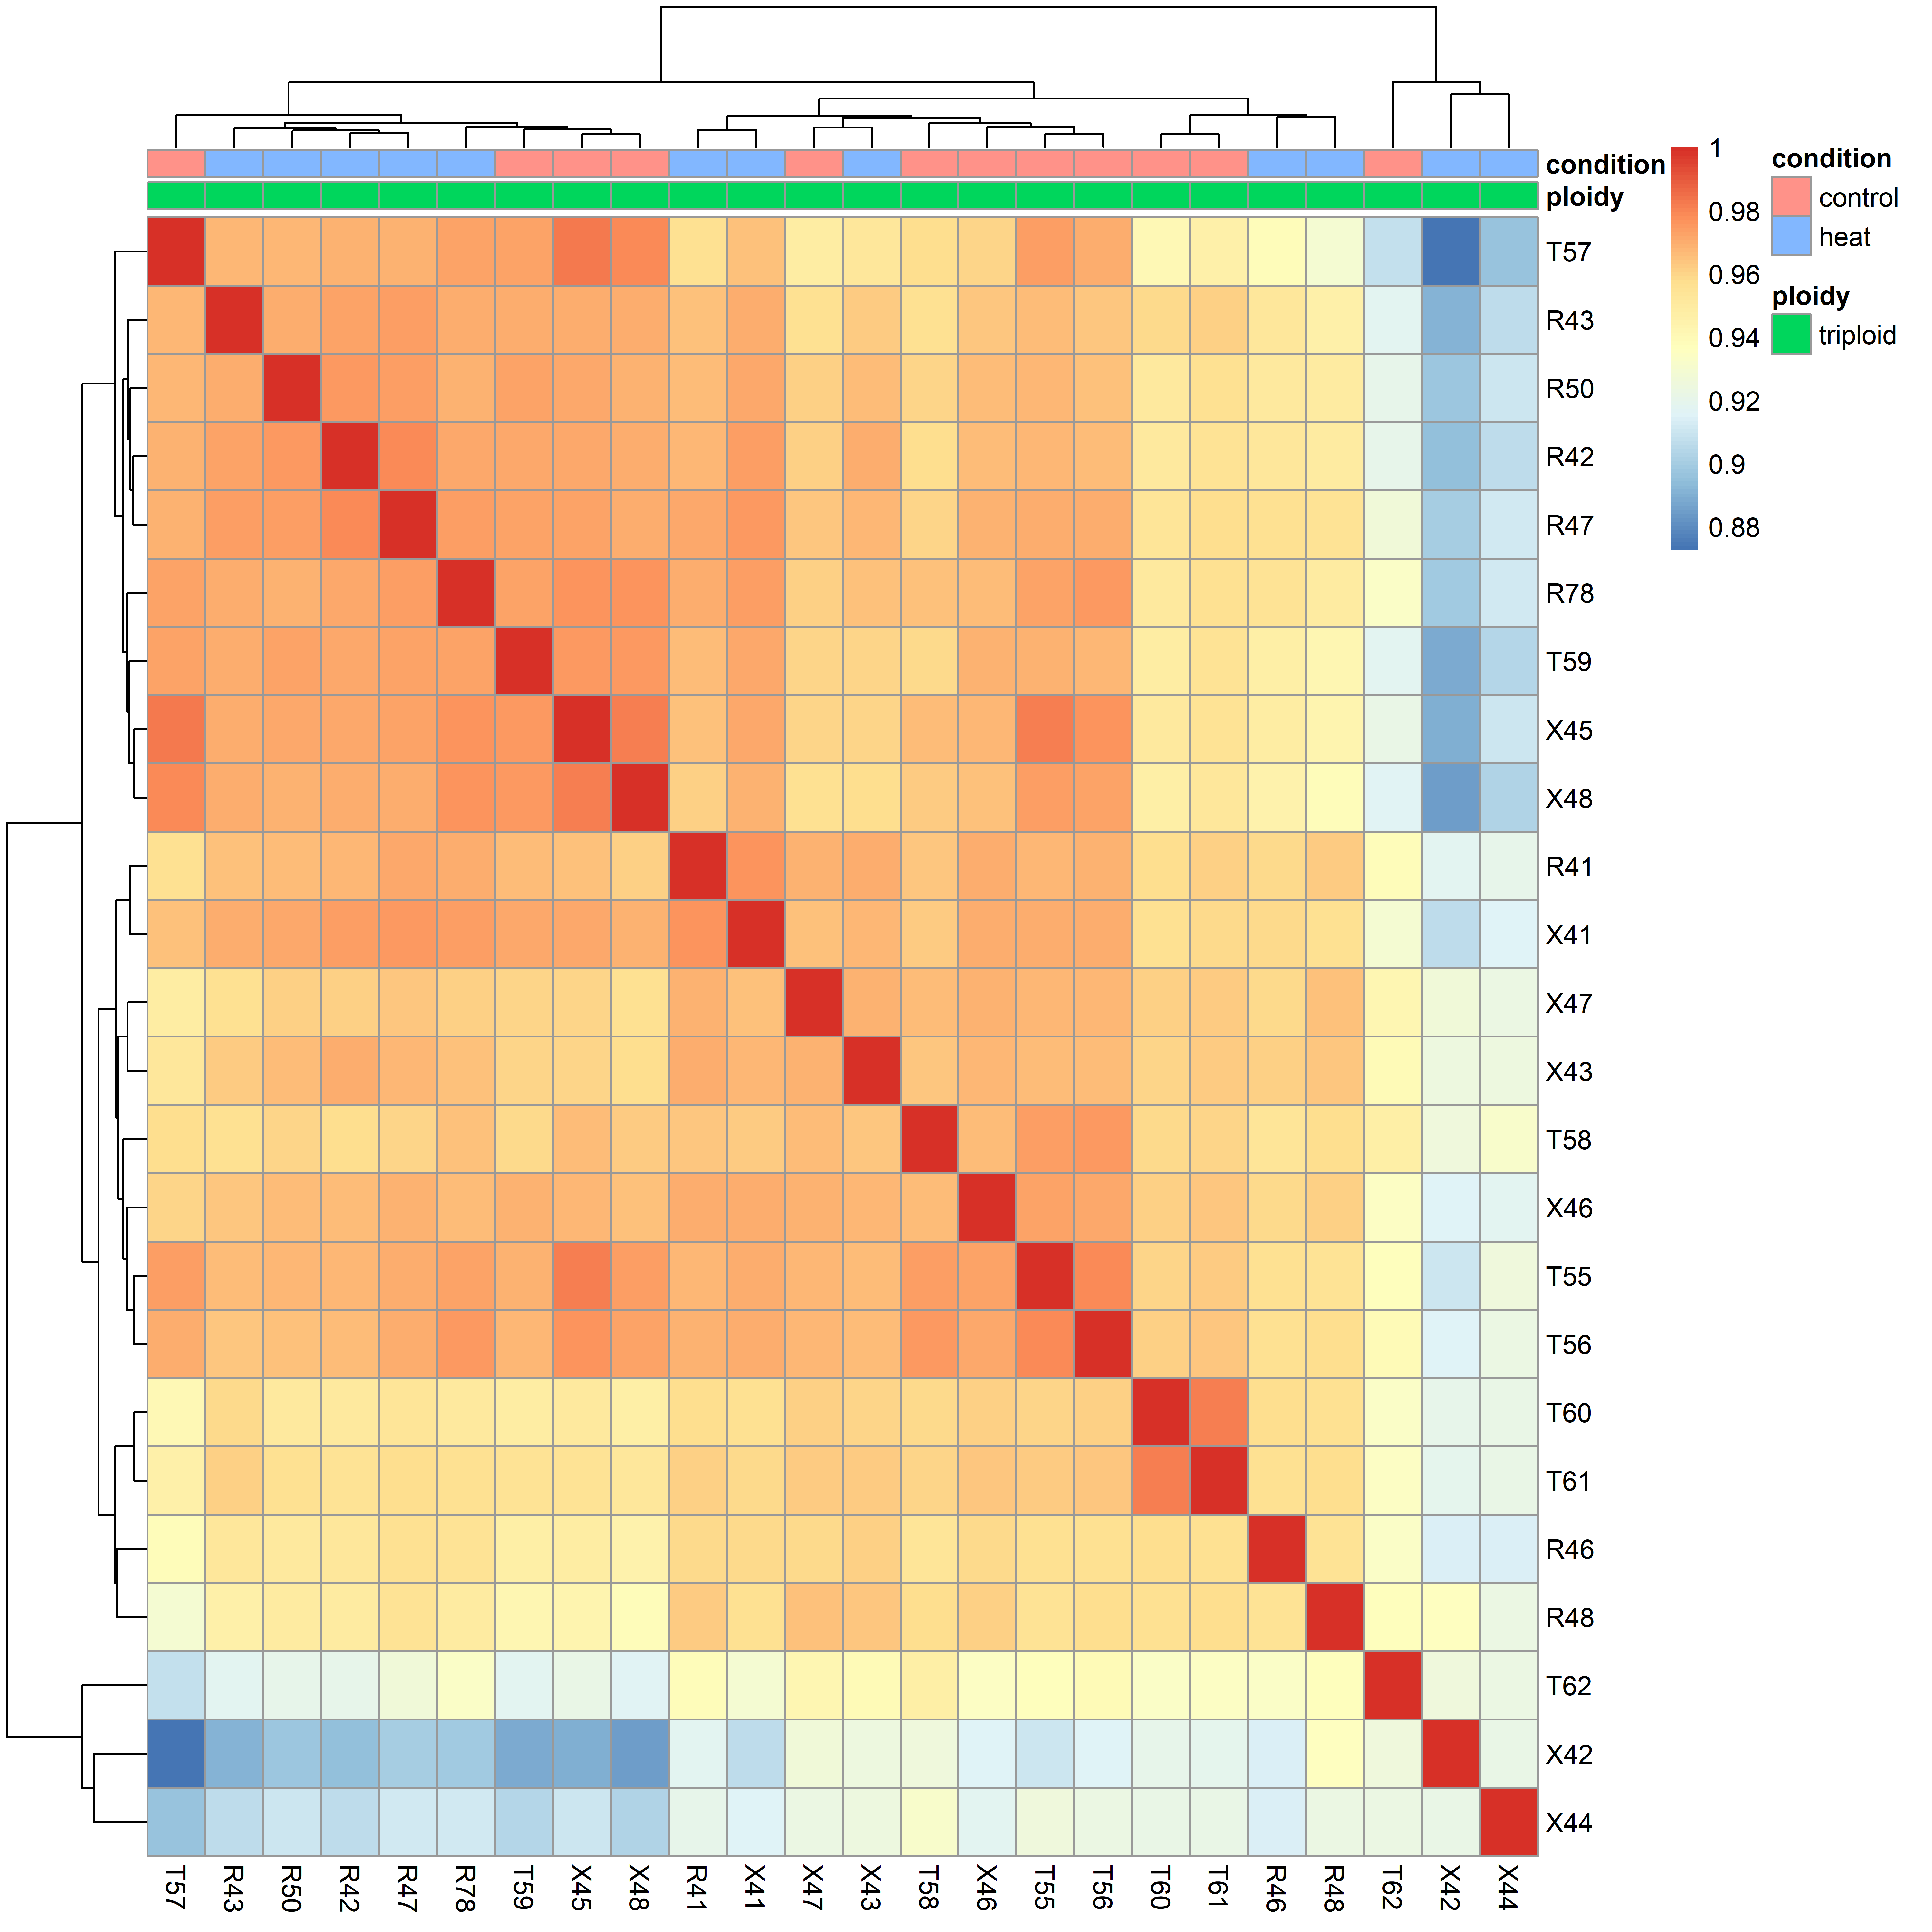 condition
ploidy
1
0.98
0.96
0.94
0.92
0.9
0.88
condition
control
heat
ploidy
triploid
T57
R43
R50
R42
R47
R78
T59
X45
X48
R41
X41
X47
X43
T58
X46
T55
T56
T60
T61
R46
R48
T62
X42
X44
T57 R43 R50 R42 R47 R78 T59 X45 X48 R41 X41 X47 X43 T58 X46 T55 T56 T60 T61 R46 R48 T62 X42 X44